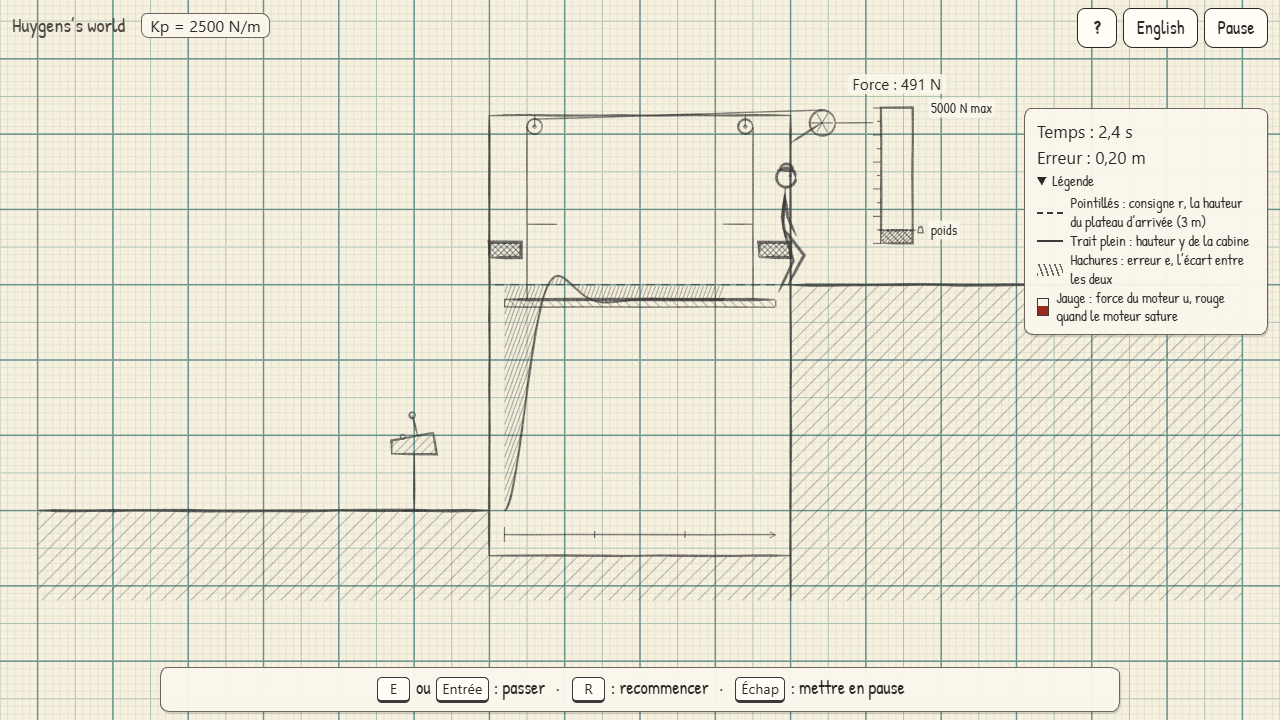 Huygens's world
Kp = 2500 N/m
?
English
Pause
Force : 491 N
5000 N max
poids
Temps : 2,4 s
Erreur : 0,20 m
▼ Légende
Pointillés : consigne r, la hauteur
du plateau d'arrivée (3 m)
Trait plein : hauteur y de la cabine
Hachures : erreur e, l'écart entre
les deux
Jauge : force du moteur u, rouge
quand le moteur sature
E ou Entrée : passer · R : recommencer · Échap : mettre en pause